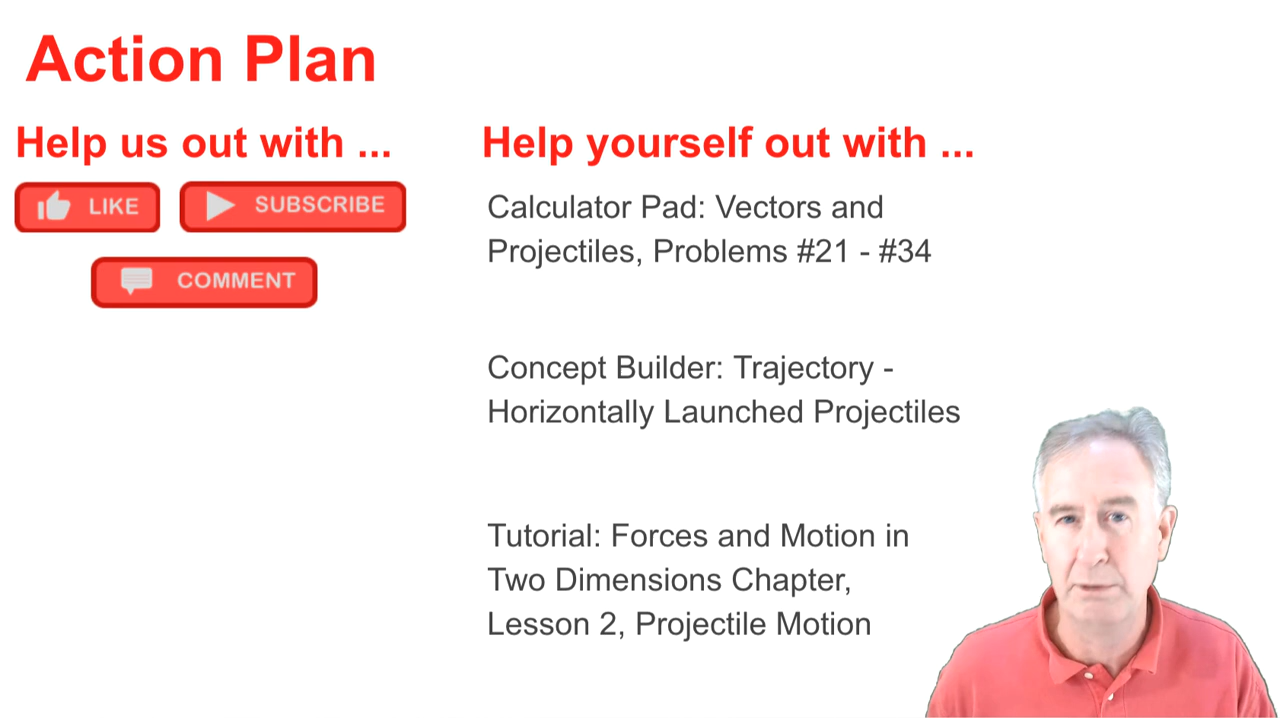 Action Plan
Help us out with ...
LIKE
SUBSCRIBE
COMMENT
Help yourself out with ...
Calculator Pad: Vectors and
Projectiles, Problems #21 - #34
Concept Builder: Trajectory -
Horizontally Launched Projectiles
Tutorial: Forces and Motion in
Two Dimensions Chapter,
Lesson 2, Projectile Motion